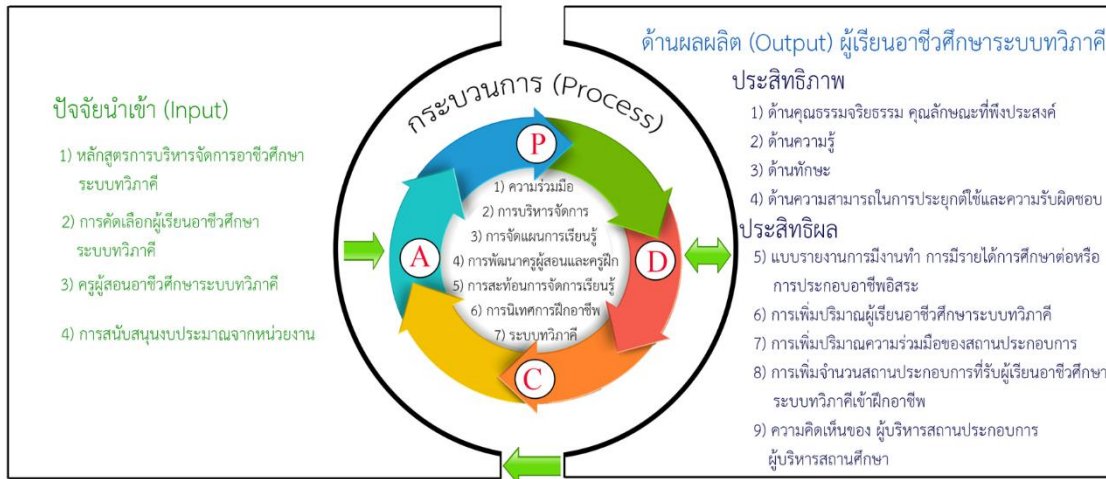 ปัจจัยนำเข้า (Input)
1) หลักสูตรการบริหารจัดการอาชีวศึกษา
ระบบทวิภาคี
2) การคัดเลือกผู้เรียนอาชีวศึกษา
ระบบทวิภาคี
3) ครูผู้สอนอาชีวศึกษาระบบทวิภาคี
4) การสนับสนุนงบประมาณจากหน่วยงาน
กระบวนการ (Process)
P
D
C
A
1) ความร่วมมือ
2) การบริหารจัดการ
3) การจัดแผนการเรียนรู้
4) การพัฒนาครูผู้สอนและครูฝึก
5) การสะท้อนการจัดการเรียนรู้
6) การนิเทศการฝึกอาชีพ
7) ระบบทวิภาคี
ด้านผลผลิต (Output) ผู้เรียนอาชีวศึกษาระบบทวิภาคี
ประสิทธิภาพ
1) ด้านคุณธรรมจริยธรรม คุณลักษณะที่พึงประสงค์
2) ด้านความรู้
3) ด้านทักษะ
4) ด้านความสามารถในการประยุกต์ใช้และความรับผิดชอบ
ประสิทธิผล
5) แบบรายงานการมีงานทำ การมีรายได้การศึกษาต่อหรือ
การประกอบอาชีพอิสระ
6) การเพิ่มปริมาณผู้เรียนอาชีวศึกษาระบบทวิภาคี
7) การเพิ่มปริมาณความร่วมมือของสถานประกอบการ
8) การเพิ่มจำนวนสถานประกอบการที่รับผู้เรียนอาชีวศึกษา
ระบบทวิภาคีเข้าฝึกอาชีพ
9) ความคิดเห็นของ ผู้บริหารสถานประกอบการ
ผู้บริหารสถานศึกษา